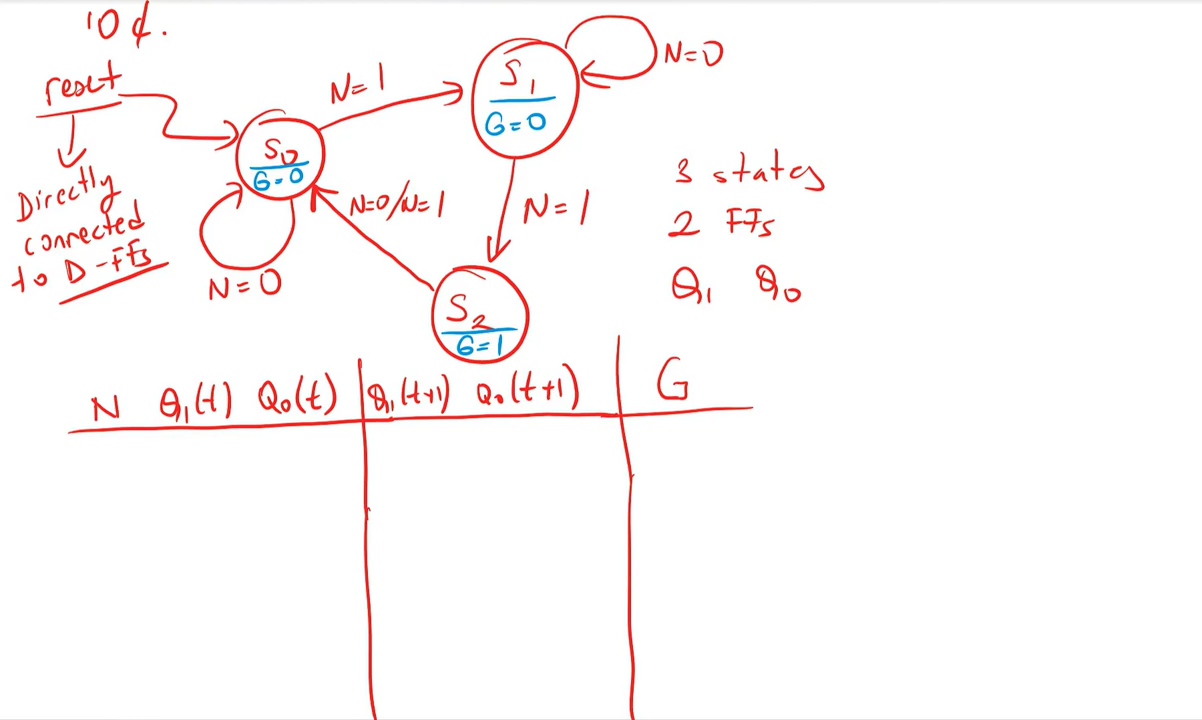 10 ¢.
reset
Directly
connected
to D-FFs
N=1
S0
G=0
N=0
S1
G=0
N=0
N=0/N=1
N=1
S2
G=1
3 states
2 FFs
Q1 Q0
N Q1(t) Q0(t) Q1(t+1) Q0(t+1) G